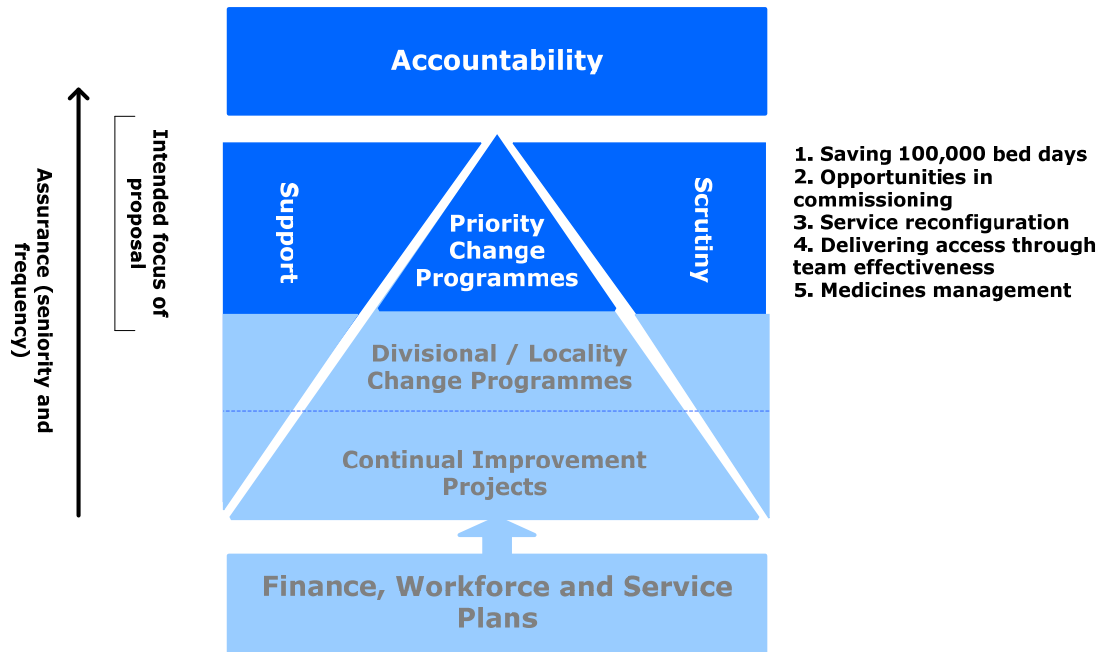 Accountability
Assurance (seniority and
frequency)
Intended focus of
proposal
Support
Priority
Change
Programmes
Scrutiny
1. Saving 100,000 bed days
2. Opportunities in
commissioning
3. Service reconfiguration
4. Delivering access through
team effectiveness
5. Medicines management
Divisional / Locality
Change Programmes
Continual Improvement
Projects
Finance, Workforce and Service
Plans